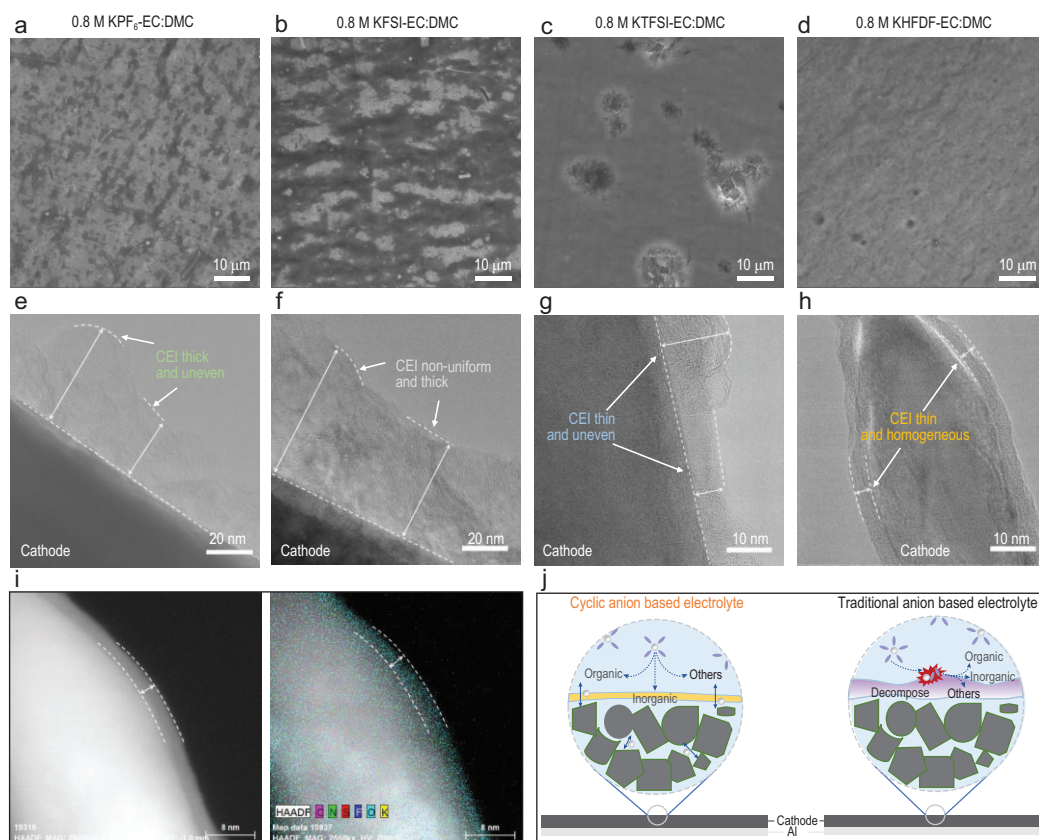 0.8 M KPF₆-EC:DMC
0.8 M KFSI-EC:DMC
0.8 M KTFSI-EC:DMC
0.8 M KHFDF-EC:DMC
a
b
c
d
10 μm
10 μm
10 μm
10 μm
e
f
g
h
CEI thick
and uneven
CEI non-uniform
and thick
CEI thin
and uneven
CEI thin
and homogeneous
Cathode
20 nm
Cathode
20 nm
10 nm
Cathode
10 nm
i
j
19316
8 nm
HAADF C N S F O K
Map data 10837
8 nm
Cyclic anion based electrolyte
Organic
Others
Inorganic
Traditional anion based electrolyte
Organic
Inorganic
Decompose
Others
Cathode
Al